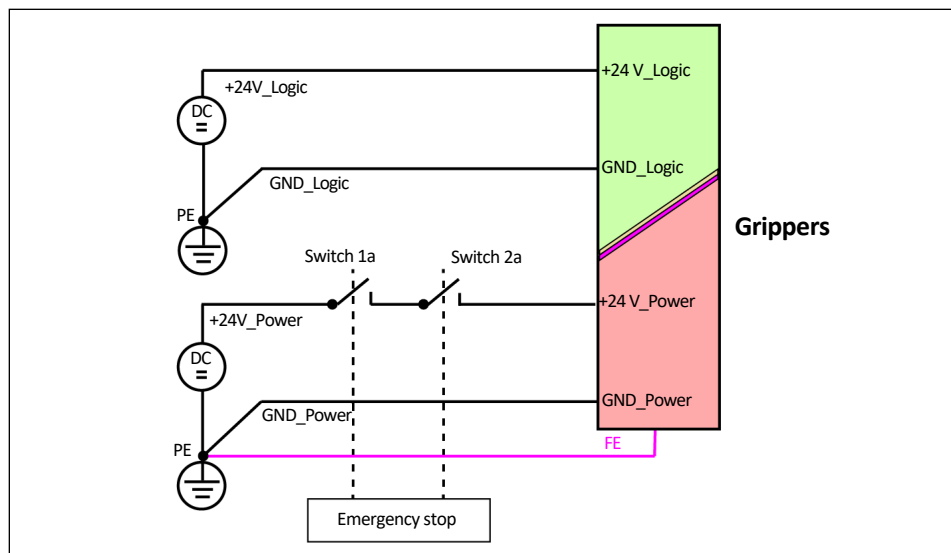 +24V_Logic
DC
=
+24 V_Logic
GND_Logic
GND_Logic
PE
Grippers
Switch 1a
Switch 2a
+24V_Power
+24 V_Power
DC
=
GND_Power
GND_Power
PE
FE
Emergency stop